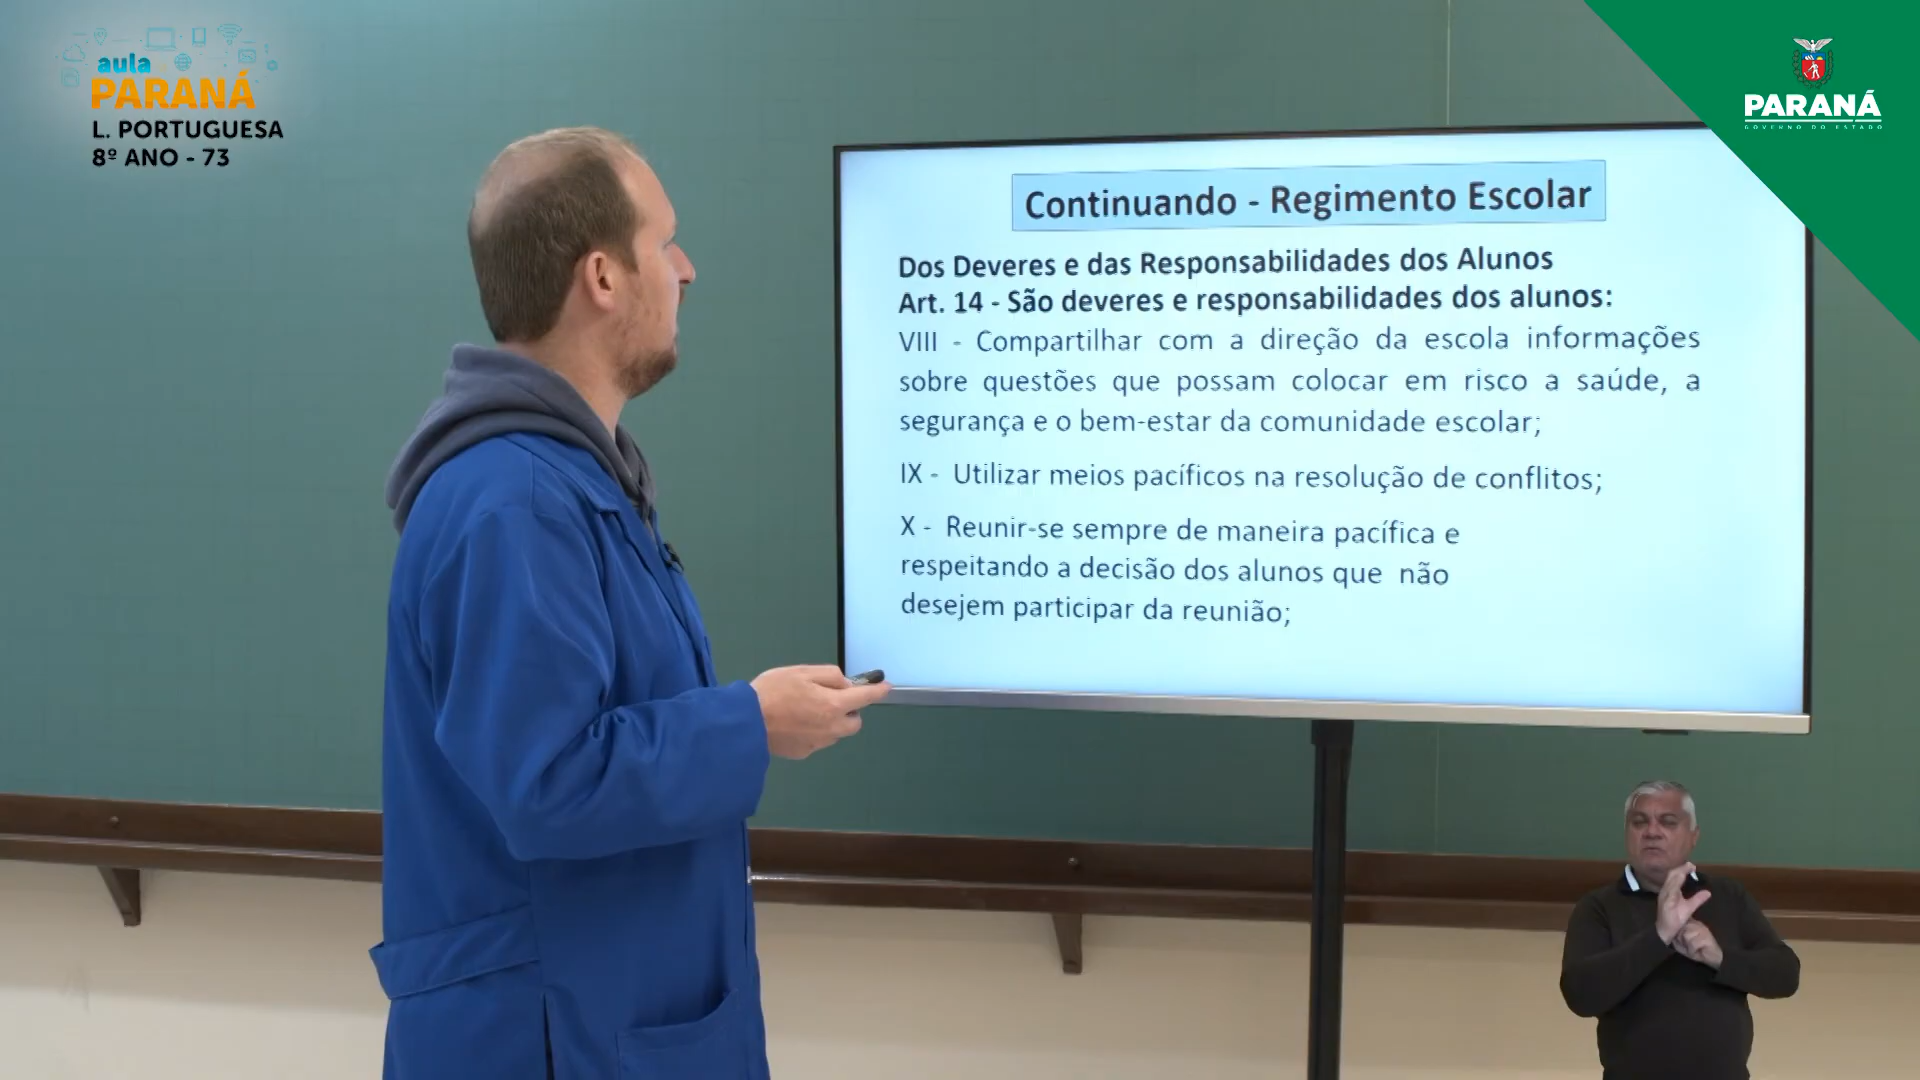 aula
PARANÁ
L. PORTUGUESA
8º ANO - 73
PARANÁ
GOVERNO DO ESTADO
Continuando - Regimento Escolar
Dos Deveres e das Responsabilidades dos Alunos
Art. 14 - São deveres e responsabilidades dos alunos:
VIII - Compartilhar com a direção da escola informações
sobre questões que possam colocar em risco a saúde, a
segurança e o bem-estar da comunidade escolar;
IX - Utilizar meios pacíficos na resolução de conflitos;
X - Reunir-se sempre de maneira pacífica e
respeitando a decisão dos alunos que não
desejem participar da reunião;